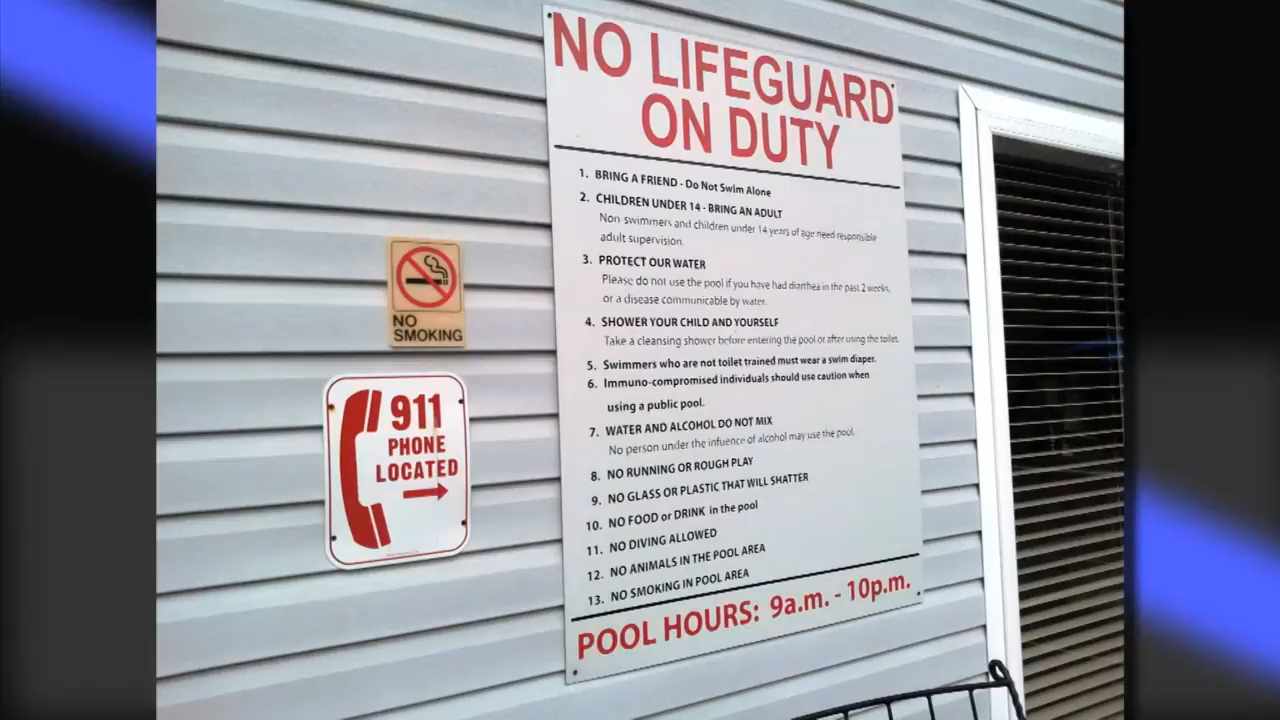 NO LIFEGUARD
ON DUTY
1. BRING A FRIEND - Do Not Swim Alone
2. CHILDREN UNDER 14 - BRING AN ADULT
Non-swimmers and children under 14 years of age need responsible
adult supervision.
3. PROTECT OUR WATER
Please do not use the pool if you have had diarrhea in the past 2 weeks,
or a disease communicable by water.
4. SHOWER YOUR CHILD AND YOURSELF
Take a cleansing shower before entering the pool or after using the toilet.
5. Swimmers who are not toilet trained must wear a swim diaper.
6. Immuno-compromised individuals should use caution when
using a public pool.
7. WATER AND ALCOHOL DO NOT MIX
No person under the infuence of alcohol may use the pool.
8. NO RUNNING OR ROUGH PLAY
9. NO GLASS OR PLASTIC THAT WILL SHATTER
10. NO FOOD or DRINK in the pool
11. NO DIVING ALLOWED
12. NO ANIMALS IN THE POOL AREA
13. NO SMOKING IN POOL AREA
POOL HOURS: 9a.m. - 10p.m.
NO
SMOKING
911
PHONE
LOCATED